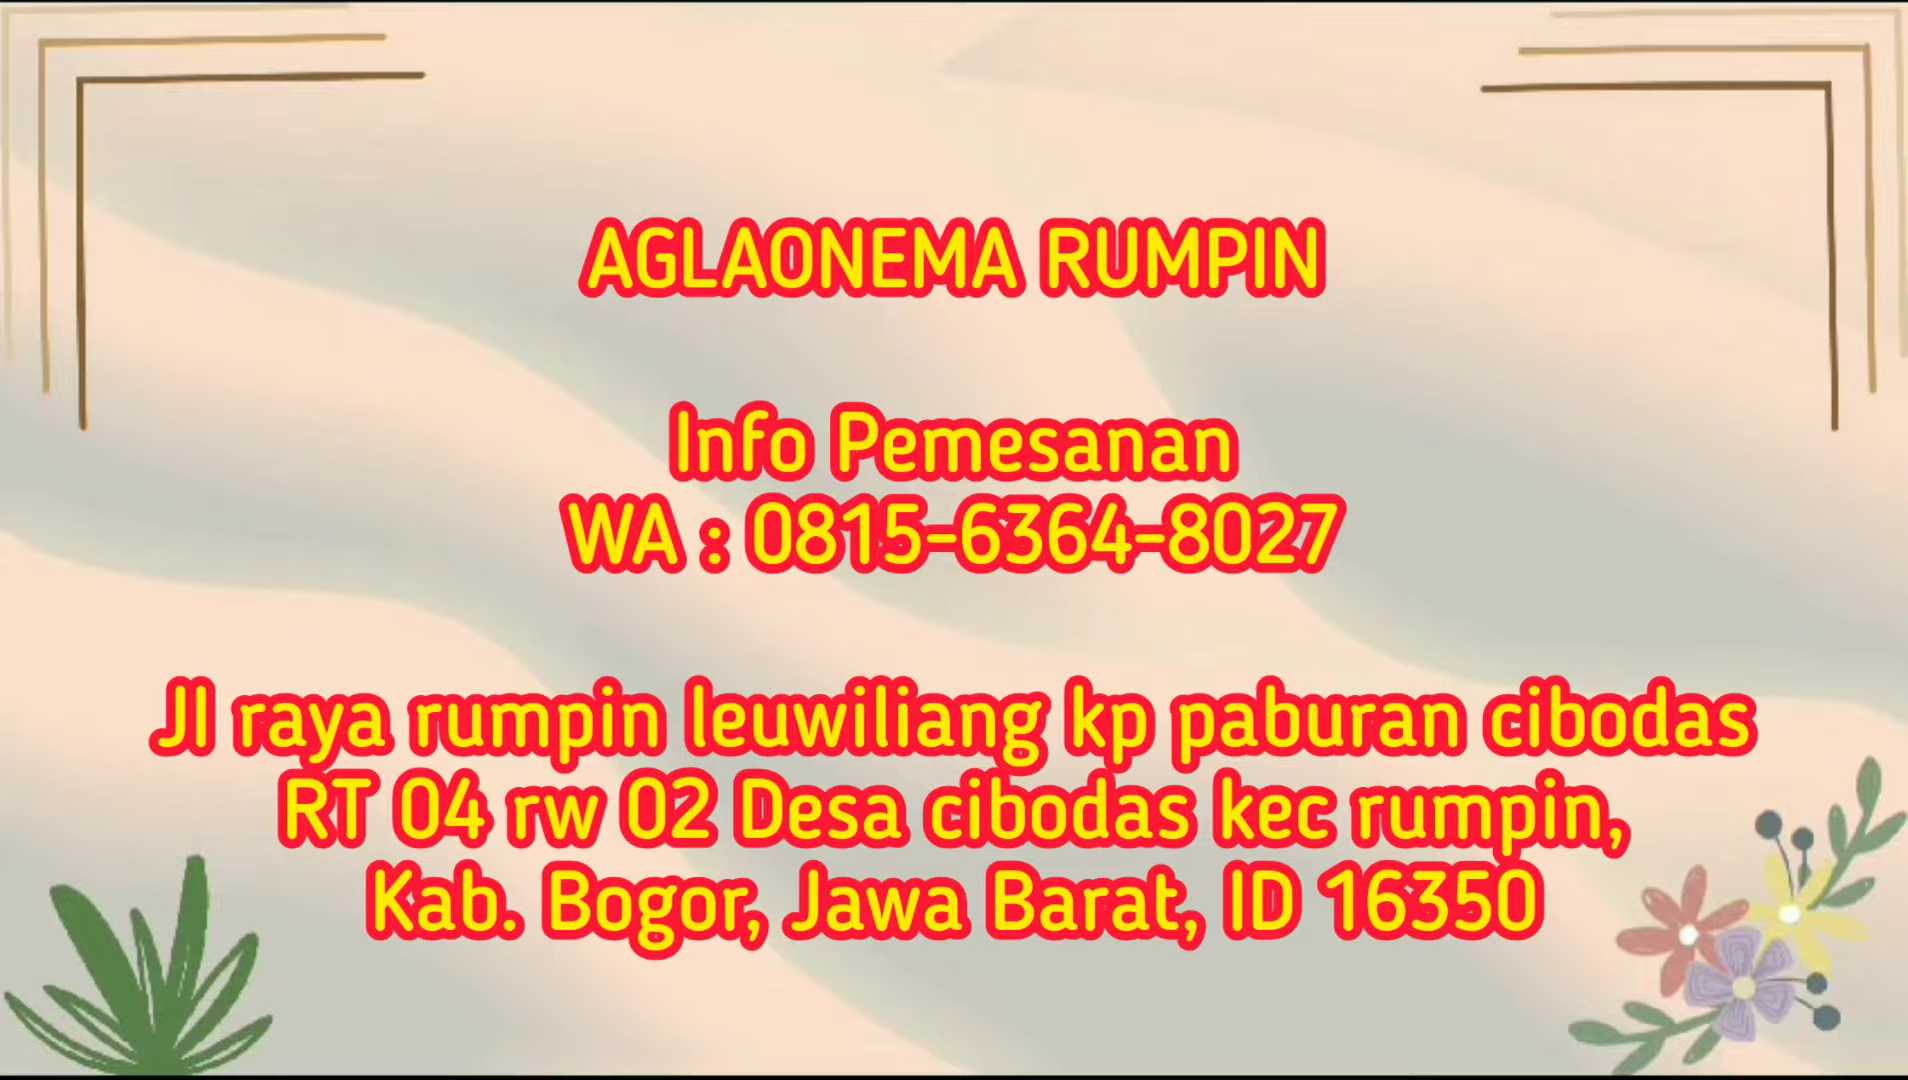 AGLAONEMA RUMPIN
Info Pemesanan
WA : 0815-6364-8027
Jl raya rumpin leuwiliang kp paburan cibodas
RT 04 rw 02 Desa cibodas kec rumpin,
Kab. Bogor, Jawa Barat, ID 16350